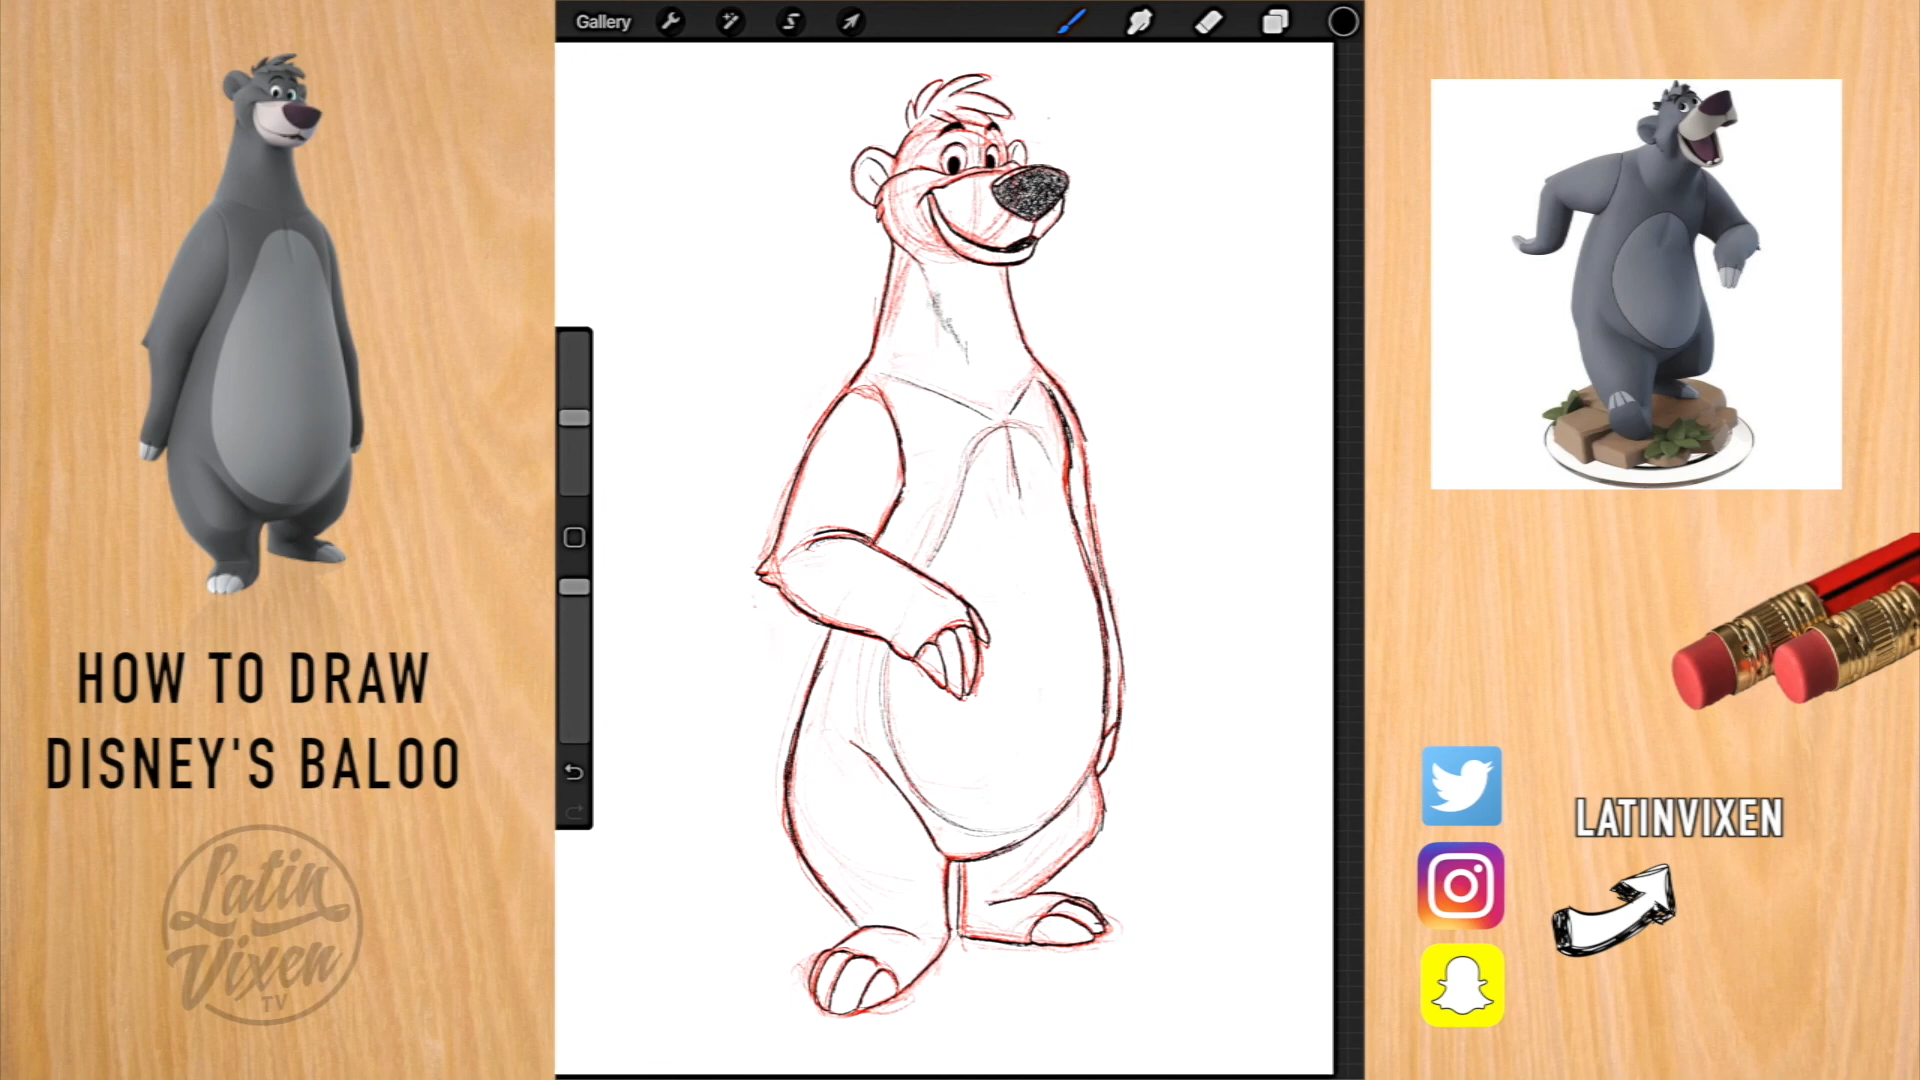 Gallery
HOW TO DRAW
DISNEY'S BALOO
Latin
Vixen
TV
LATINVIXEN